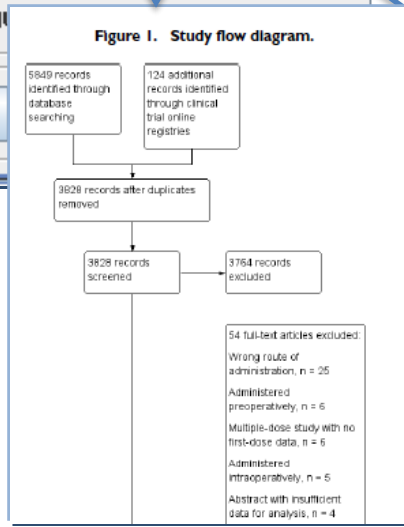 Figure 1. Study flow diagram.
5849 records
identified through
database
searching
124 additional
records identified
through clinical
trial online
registries
3828 records after duplicates
removed
3828 records
screened
3764 records
excluded
54 full-text articles excluded:
Wrong route of
administration, n = 25
Administered
preoperatively, n = 6
Multiple-dose study with no
first-dose data, n = 6
Administered
intraoperatively, n = 5
Abstract with insufficient
data for analysis, n = 4